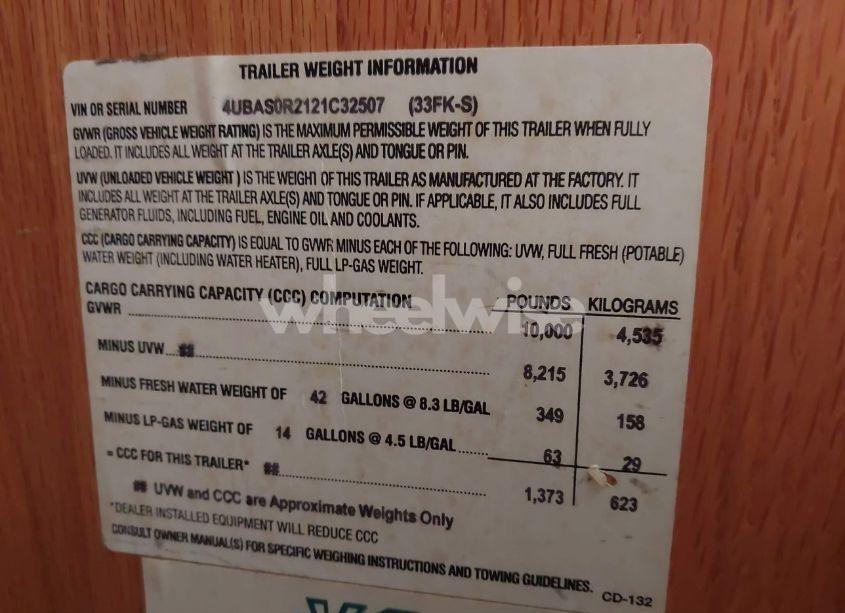 TRAILER WEIGHT INFORMATION
VIN OR SERIAL NUMBER 4UBAS0R2121C32507 (33FK-S)
GVWR (GROSS VEHICLE WEIGHT RATING) IS THE MAXIMUM PERMISSIBLE WEIGHT OF THIS TRAILER WHEN FULLY
LOADED. IT INCLUDES ALL WEIGHT AT THE TRAILER AXLE(S) AND TONGUE OR PIN.
UVW (UNLOADED VEHICLE WEIGHT ) IS THE WEIGHT OF THIS TRAILER AS MANUFACTURED AT THE FACTORY. IT
INCLUDES ALL WEIGHT AT THE TRAILER AXLE(S) AND TONGUE OR PIN. IF APPLICABLE, IT ALSO INCLUDES FULL
GENERATOR FLUIDS, INCLUDING FUEL, ENGINE OIL AND COOLANTS.
CCC (CARGO CARRYING CAPACITY) IS EQUAL TO GVWR MINUS EACH OF THE FOLLOWING: UVW, FULL FRESH (POTABLE)
WATER WEIGHT (INCLUDING WATER HEATER), FULL LP-GAS WEIGHT.
CARGO CARRYING CAPACITY (CCC) COMPUTATION POUNDS KILOGRAMS
wheelwise
GVWR 10,000 4,535
MINUS UVW ## 8,215 3,726
MINUS FRESH WATER WEIGHT OF 42 GALLONS @ 8.3 LB/GAL 349 158
MINUS LP-GAS WEIGHT OF 14 GALLONS @ 4.5 LB/GAL 63 29
= CCC FOR THIS TRAILER* ## 1,373 623
## UVW and CCC are Approximate Weights Only
*DEALER INSTALLED EQUIPMENT WILL REDUCE CCC
CONSULT OWNER MANUAL(S) FOR SPECIFIC WEIGHING INSTRUCTIONS AND TOWING GUIDELINES. CD-132